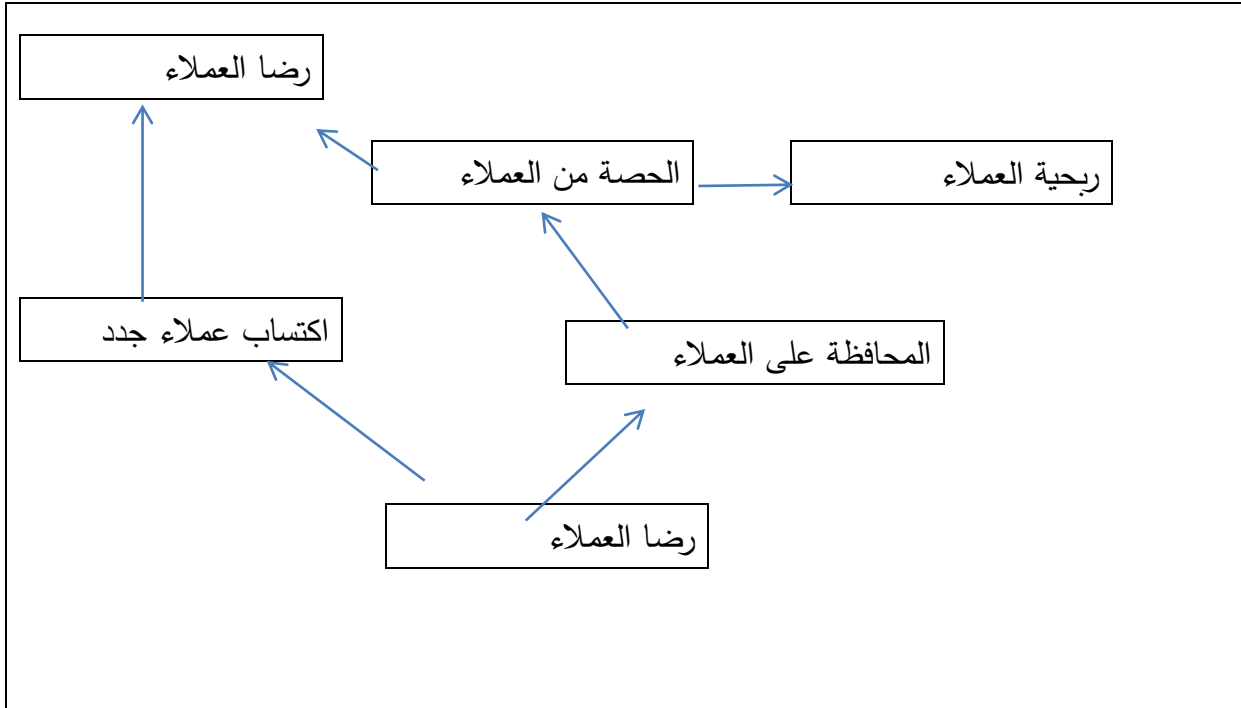 رضا العملاء
الحصة من العملاء
ربحية العملاء
اكتساب عملاء جدد
المحافظة على العملاء
رضا العملاء